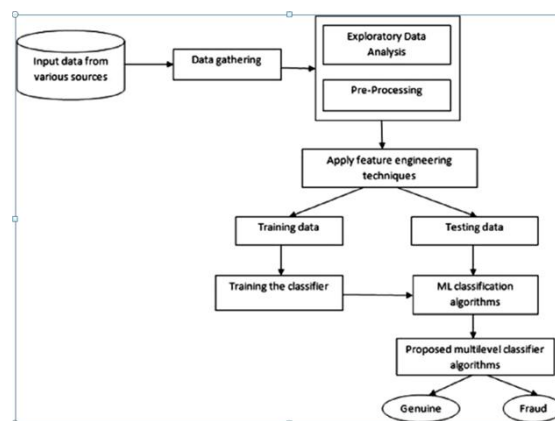 Input data from
various sources
Data gathering
Exploratory Data
Analysis
Pre-Processing
Apply feature engineering
techniques
Training data
Testing data
Training the classifier
ML classification
algorithms
Proposed multilevel classifier
algorithms
Genuine
Fraud